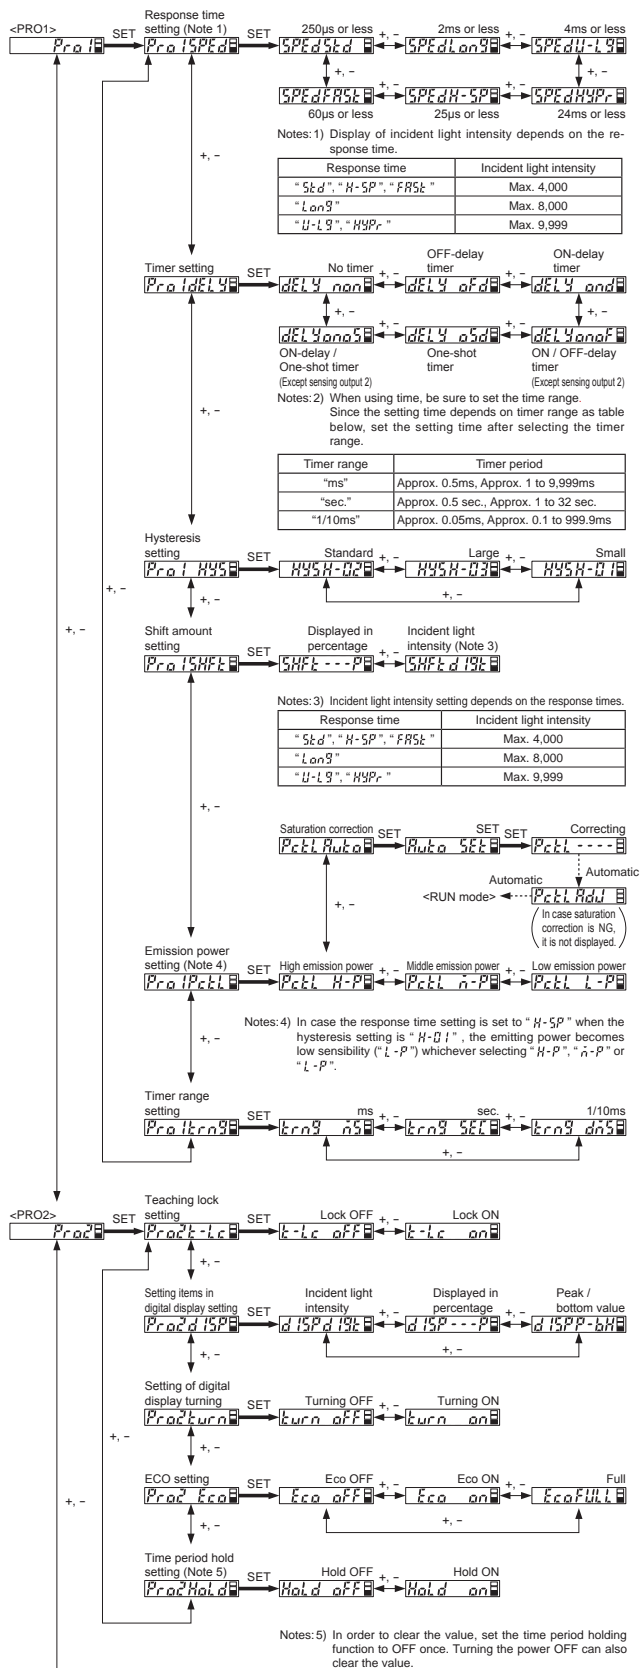 <PRO1>
Pro1
SET
Response time
setting (Note 1)
Pro1SPEd
SET
250µs or less
SPEdStd
+, −
2ms or less
SPEdLong
+, −
4ms or less
SPEdU-Lg
+, −
+, −
SPEdFASt
60µs or less
SPEdH-SP
25µs or less
SPEdHYPr
24ms or less
Notes: 1) Display of incident light intensity depends on the re-
sponse time.
Response time Incident light intensity
“ Std ”, “ H-SP ”, “ FASt ” Max. 4,000
“ Long ” Max. 8,000
“ U-Lg ”, “ HYPr ” Max. 9,999
+, −
Timer setting
Pro1dELY
SET
No timer
dELY non
+, −
OFF-delay
timer
dELY ofd
+, −
ON-delay
timer
dELY ond
+, −
+, −
dELYonoS
ON-delay /
One-shot timer
(Except sensing output 2)
dELY oSd
One-shot
timer
dELYonoF
ON / OFF-delay
timer
(Except sensing output 2)
Notes: 2) When using time, be sure to set the time range.
Since the setting time depends on timer range as table
below, set the setting time after selecting the timer
range.
Timer range Timer period
“ms” Approx. 0.5ms, Approx. 1 to 9,999ms
“sec.” Approx. 0.5 sec., Approx. 1 to 32 sec.
“1/10ms” Approx. 0.05ms, Approx. 0.1 to 999.9ms
+, −
Hysteresis
setting
Pro1 HYS
SET
Standard
HYSH-02
+, −
Large
HYSH-03
+, −
Small
HYSH-01
+, −
+, −
+, −
+, −
Shift amount
setting
Pro1SHFt
SET
Displayed in
percentage
SHFt---P
+, −
Incident light
intensity (Note 3)
SHFtdIgt
Notes: 3) Incident light intensity setting depends on the response times.
Response time Incident light intensity
“ Std ”, “ H-SP ”, “ FASt ” Max. 4,000
“ Long ” Max. 8,000
“ U-Lg ”, “ HYPr ” Max. 9,999
+, −
Saturation correction
PctLAuto
SET
SET
Auto SEt
SET
Correcting
PctL ----
Automatic
PctLAdJ
Automatic
<RUN mode>
In case saturation
correction is NG,
it is not displayed.
+, −
Emission power
setting (Note 4)
Pro1PctL
SET
High emission power
PctL H-P
+, −
Middle emission power
PctL m-P
+, −
Low emission power
PctL L-P
Notes: 4) In case the response time setting is set to “ H-SP ” when the
hysteresis setting is “ H-01 ”, the emitting power becomes
low sensibility (“ L-P ”) whichever selecting “ H-P ”, “ m-P ” or
“ L-P ”.
+, −
Timer range
setting
Pro1trng
SET
ms
trng mS
+, −
sec.
trng SEC
+, −
1/10ms
trng dmS
+, −
<PRO2>
Pro2
SET
Teaching lock
setting
Pro2t-Lc
SET
Lock OFF
t-Lc oFF
+, −
Lock ON
t-Lc on
+, −
Setting items in
digital display setting
Pro2dISP
SET
Incident light
intensity
dISPdIgt
+, −
Displayed in
percentage
dISP---P
+, −
Peak /
bottom value
dISPP-bH
+, −
+, −
Setting of digital
display turning
Pro2turn
SET
Turning OFF
turn oFF
+, −
Turning ON
turn on
+, −
+, −
+, −
ECO setting
Pro2 Eco
SET
Eco OFF
Eco oFF
+, −
Eco ON
Eco on
+, −
Full
EcoFULL
+, −
+, −
Time period hold
setting (Note 5)
Pro2HoLd
SET
Hold OFF
HoLd oFF
+, −
Hold ON
HoLd on
Notes: 5) In order to clear the value, set the time period holding
function to OFF once. Turning the power OFF can also
clear the value.